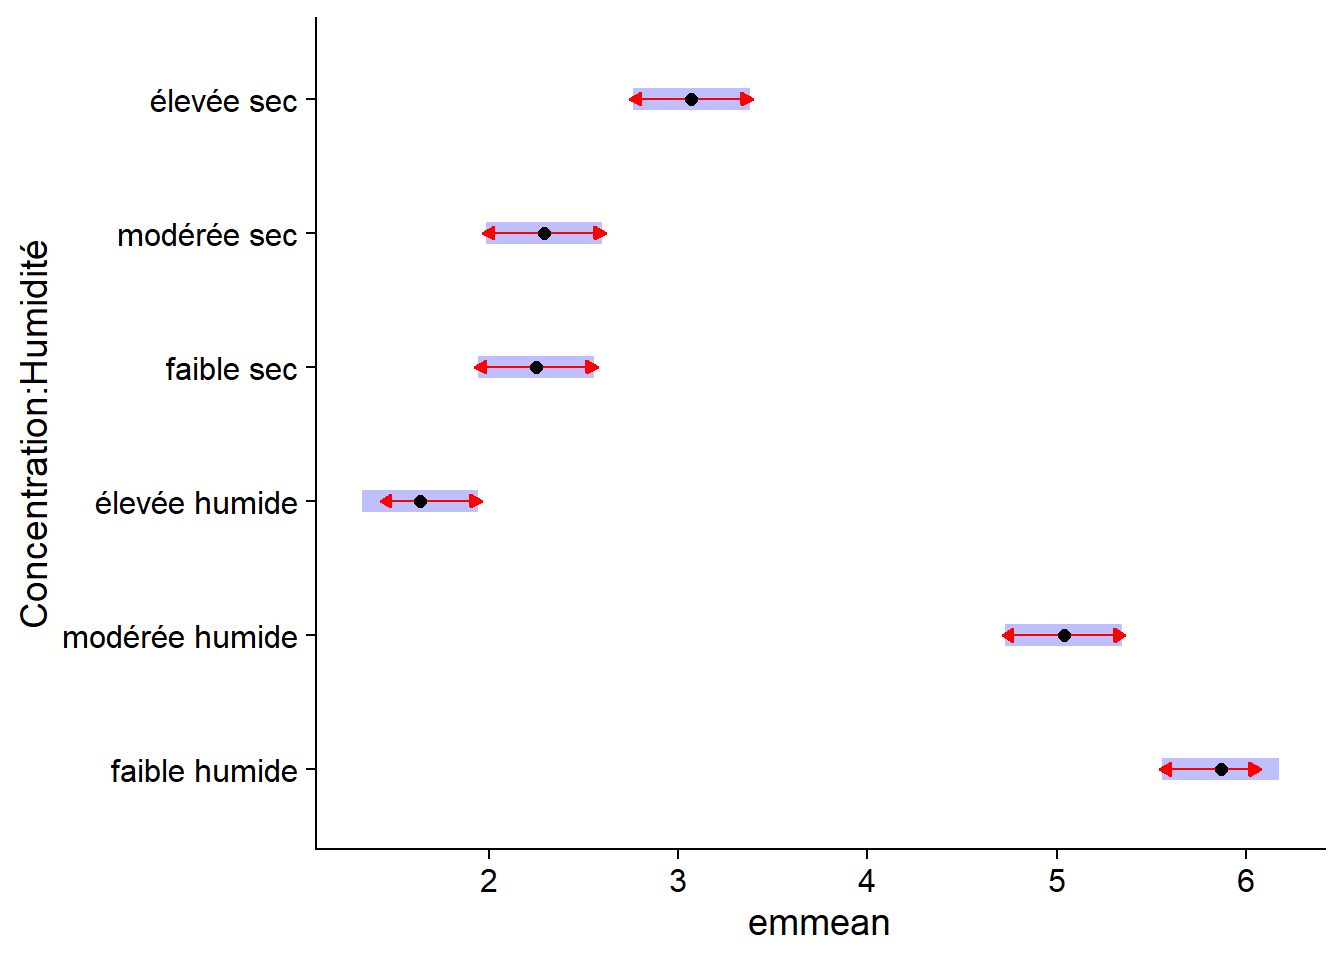 Concentration:Humidité
élevée sec
modérée sec
faible sec
élevée humide
modérée humide
faible humide
2 3 4 5 6
emmean